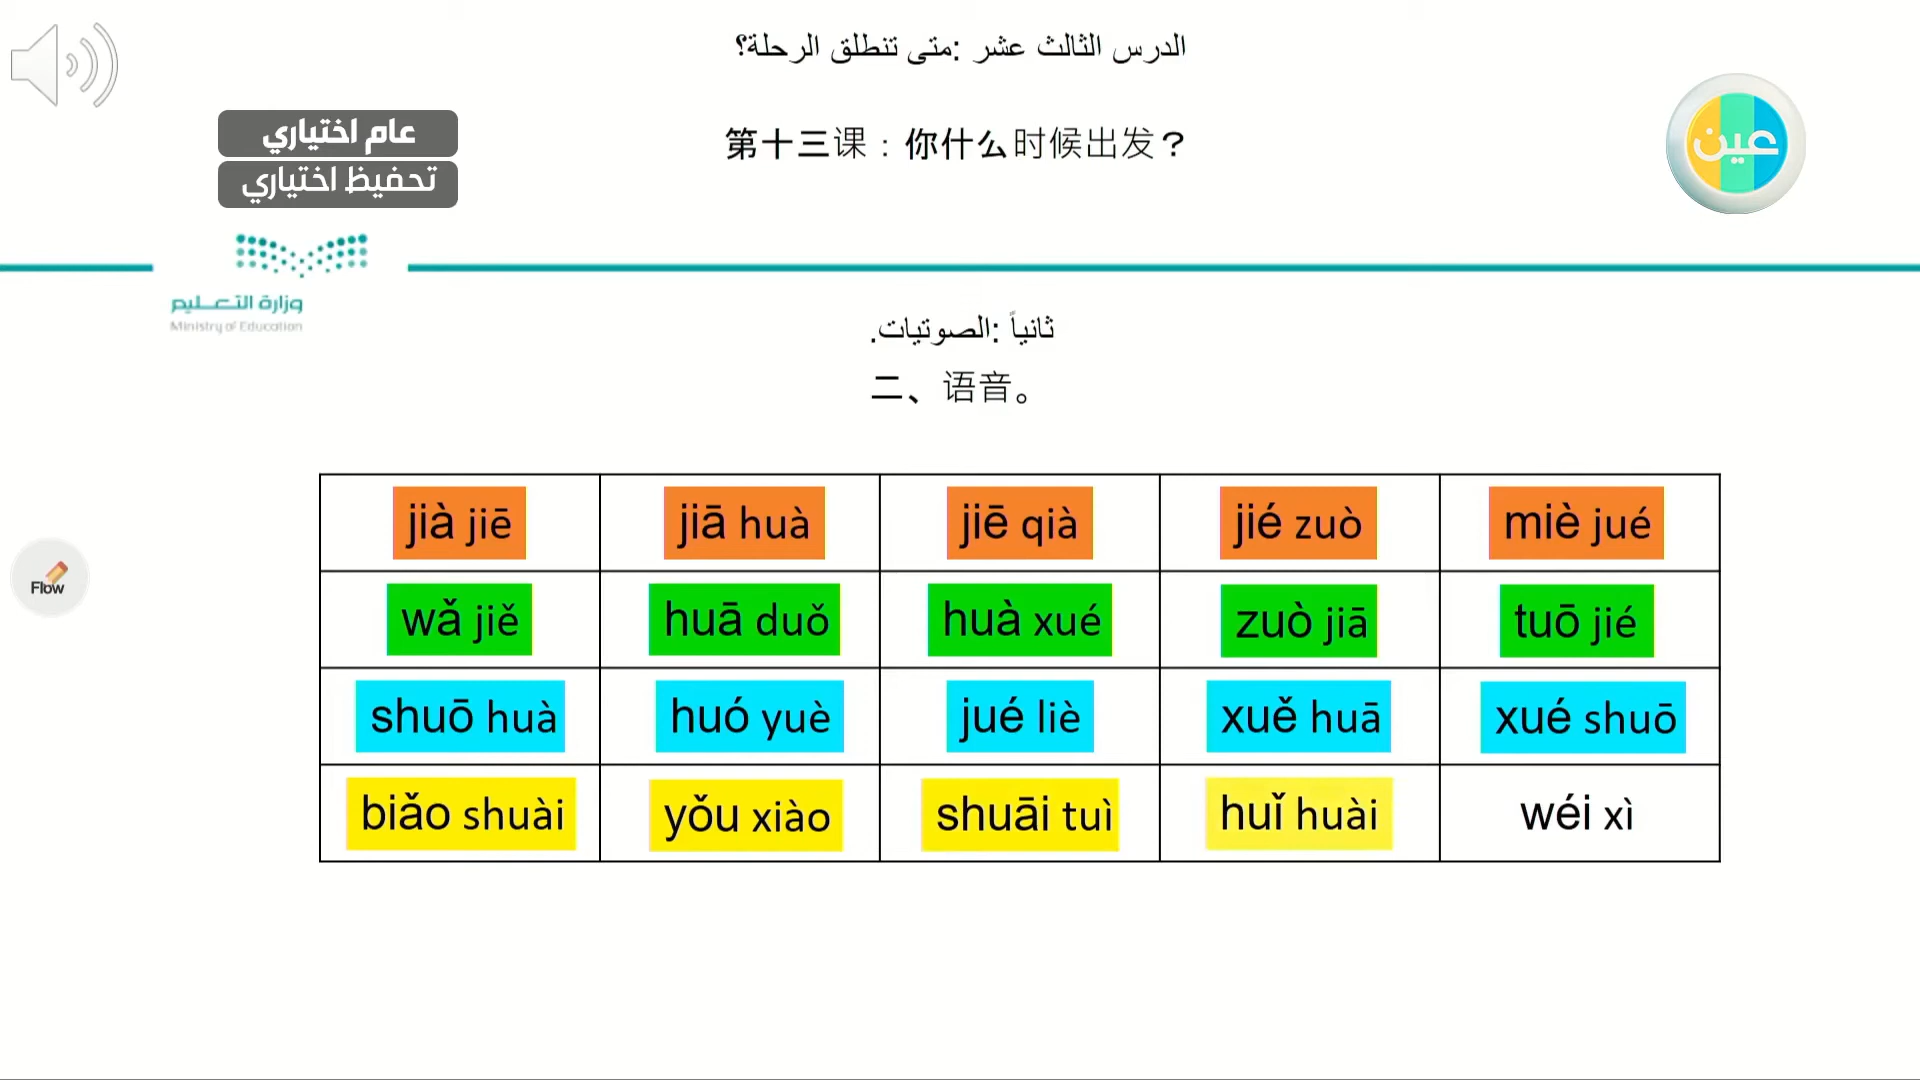 الدرس الثالث عشر :متى تنطلق الرحلة؟
عام اختياري
تحفيظ اختياري
第十三课：你什么时候出发？
عين
وزارة التعليم
Ministry of Education
ثانياً :الصوتيات.
二、语音。
Flow
jià jiē jiā huà jiē qià jié zuò miè jué
wǎ jiě huā duǒ huà xué zuò jiā tuō jié
shuō huà huó yuè jué liè xuě huā xué shuō
biǎo shuài yǒu xiào shuāi tuì huǐ huài wéi xì